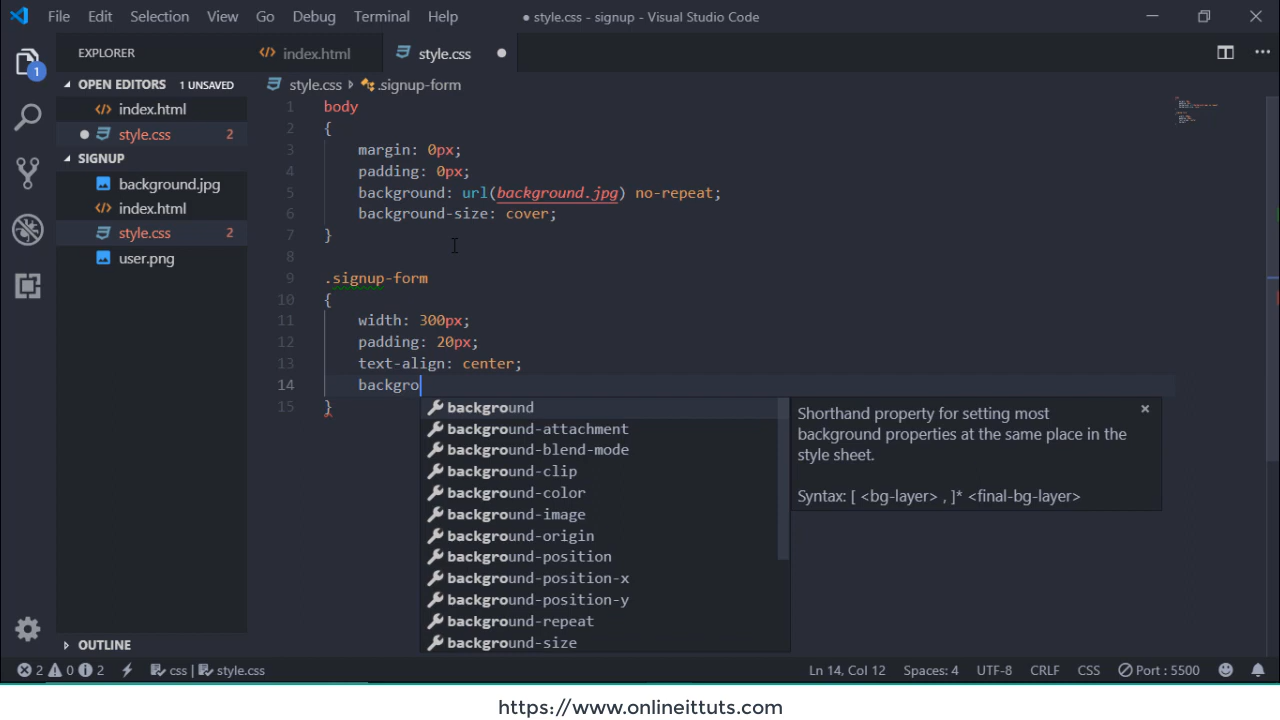 File Edit Selection View Go Debug Terminal Help ● style.css - signup - Visual Studio Code
EXPLORER index.html style.css
1
OPEN EDITORS 1 UNSAVED
index.html
style.css 2
SIGNUP
background.jpg
index.html
style.css 2
user.png
OUTLINE
style.css .signup-form
1 body
2 {
3 margin: 0px;
4 padding: 0px;
5 background: url(background.jpg) no-repeat;
6 background-size: cover;
7 }
8
9 .signup-form
10 {
11 width: 300px;
12 padding: 20px;
13 text-align: center;
14 backgro
15 }
background
background-attachment
background-blend-mode
background-clip
background-color
background-image
background-origin
background-position
background-position-x
background-position-y
background-repeat
background-size
Shorthand property for setting most
background properties at the same place in the
style sheet.
Syntax: [ <bg-layer> , ]* <final-bg-layer>
2 0 2 css | style.css Ln 14, Col 12 Spaces: 4 UTF-8 CRLF CSS Port : 5500
https://www.onlineittuts.com